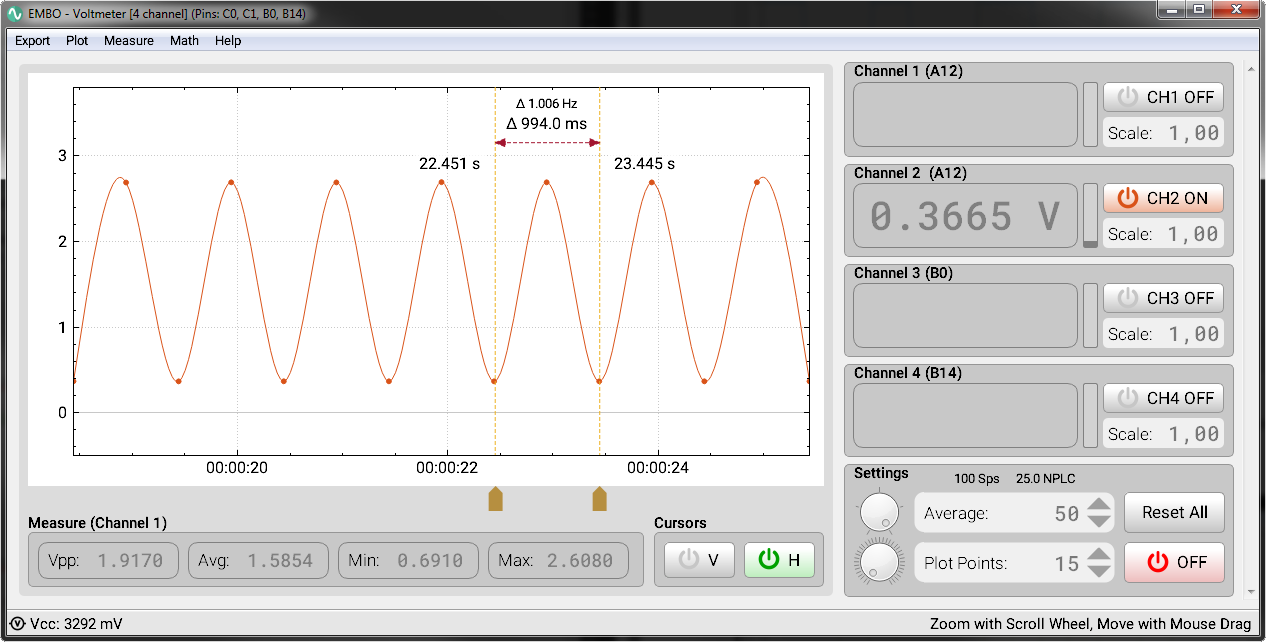 EMBO - Voltmeter [4 channel] (Pins: C0, C1, B0, B14)
Export Plot Measure Math Help
Δ 1.006 Hz
Δ 994.0 ms
22.451 s 23.445 s
3
2
1
0
00:00:20 00:00:22 00:00:24
Measure (Channel 1)
Vpp: 1.9170 Avg: 1.5854 Min: 0.6910 Max: 2.6080
Cursors
V H
Channel 1 (A12)
CH1 OFF
Scale: 1,00
Channel 2 (A12)
0.3665 V
CH2 ON
Scale: 1,00
Channel 3 (B0)
CH3 OFF
Scale: 1,00
Channel 4 (B14)
CH4 OFF
Scale: 1,00
Settings 100 Sps 25.0 NPLC
Average: 50 Reset All
Plot Points: 15 OFF
V Vcc: 3292 mV Zoom with Scroll Wheel, Move with Mouse Drag